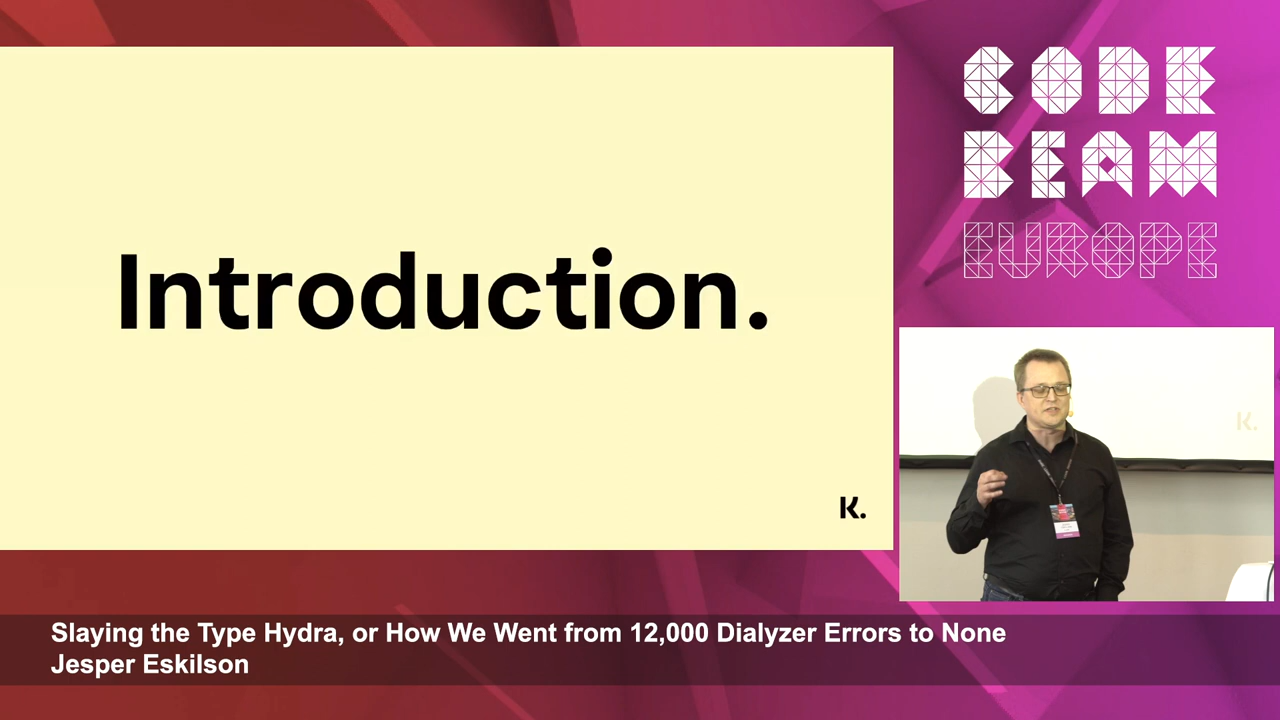 Introduction.
K.
CODE
BEAM
EUROPE
K.
Slaying the Type Hydra, or How We Went from 12,000 Dialyzer Errors to None
Jesper Eskilson